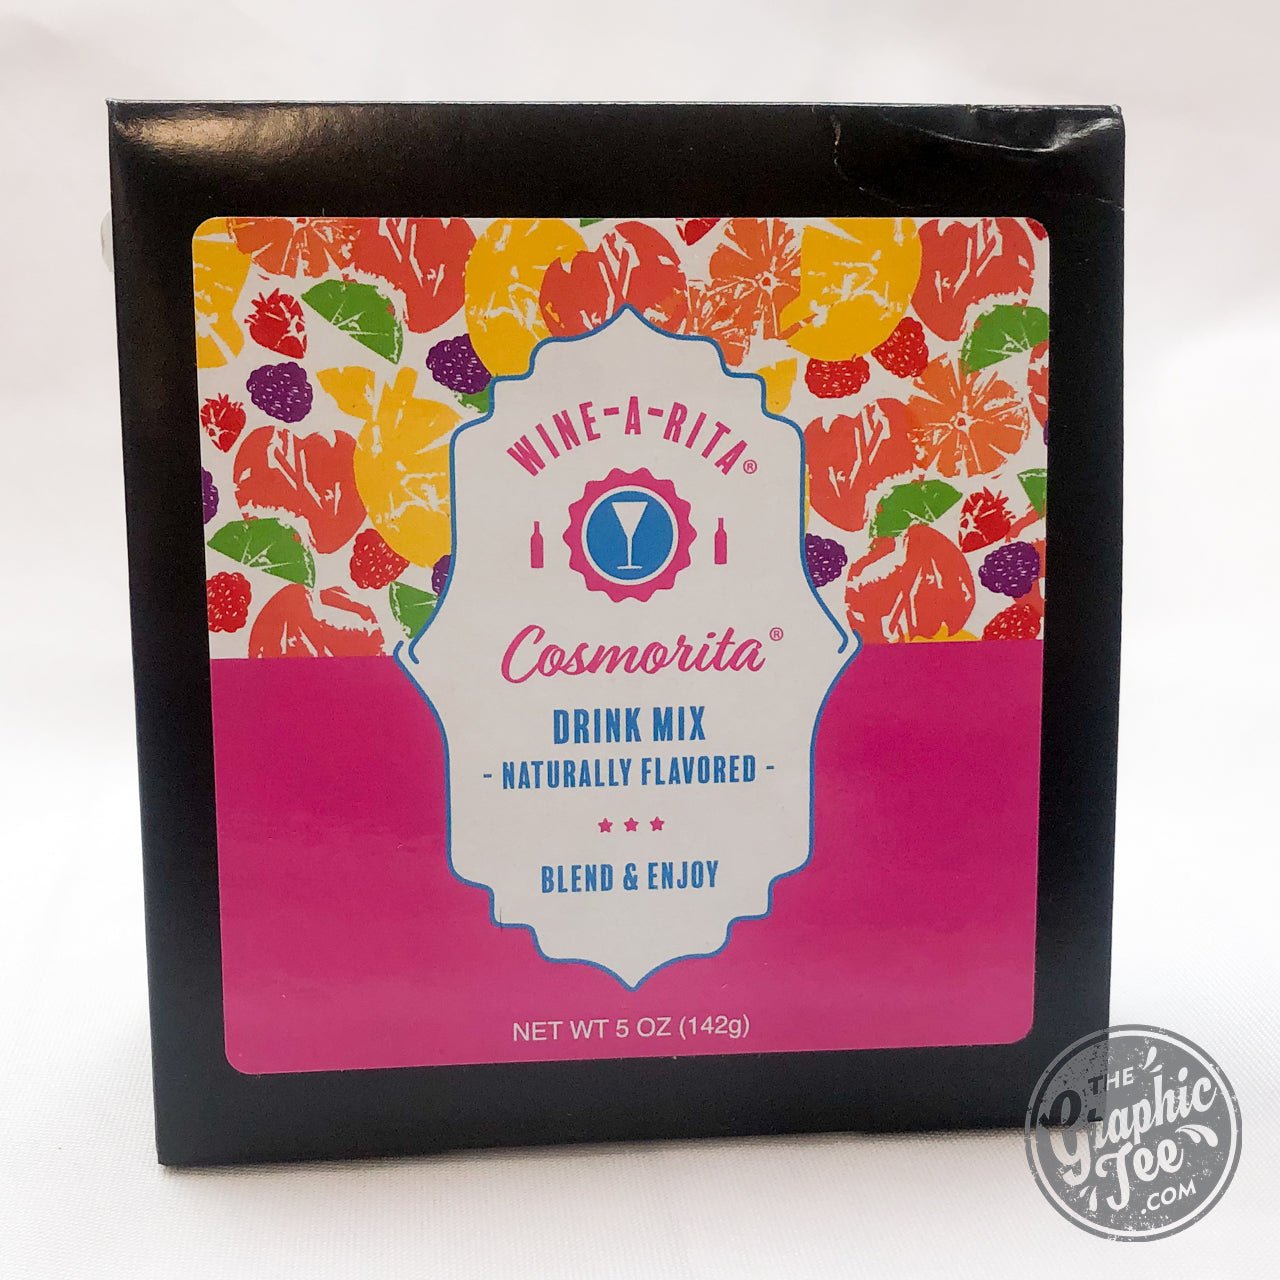 WINE-A-RITA®
Cosmorita®
DRINK MIX
- NATURALLY FLAVORED -
BLEND & ENJOY
NET WT 5 OZ (142g)
THE
Graphic
Tee
.COM